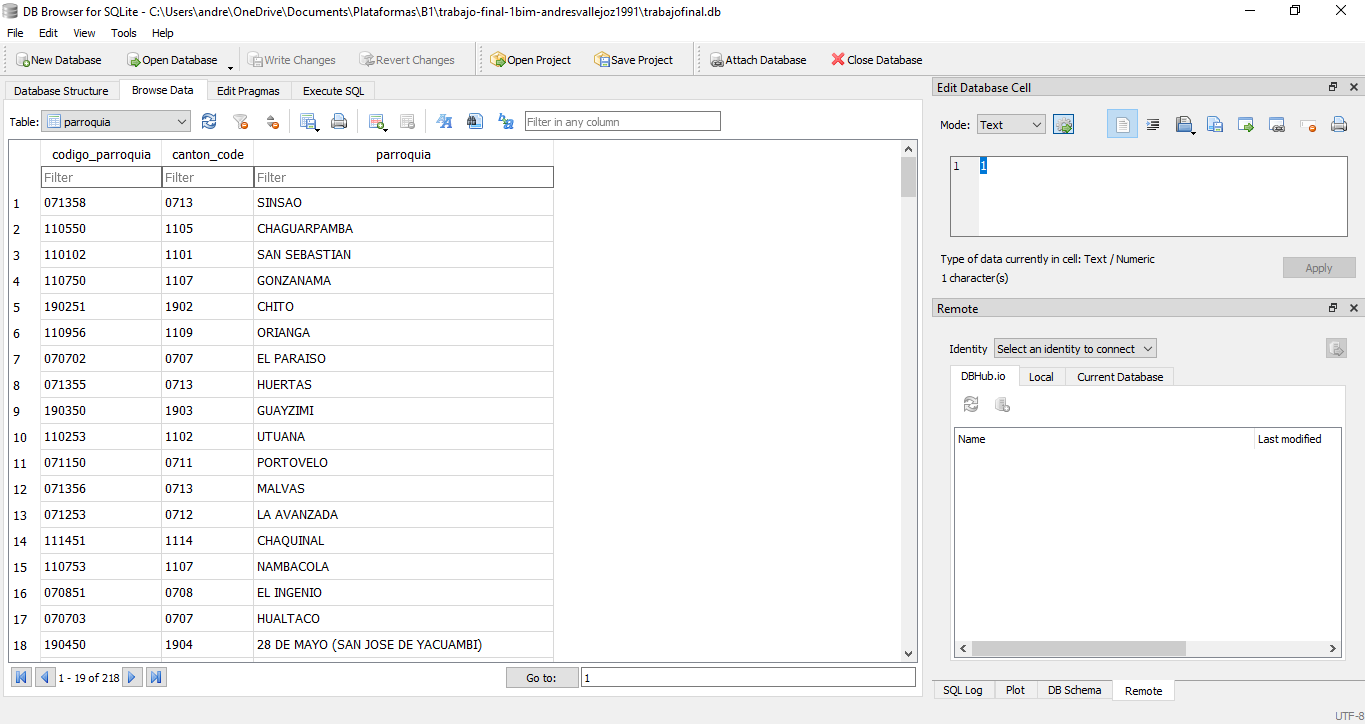 DB Browser for SQLite - C:\Users\andre\OneDrive\Documents\Plataformas\B1\trabajo-final-1bim-andresvallejoz1991\trabajofinal.db
File Edit View Tools Help
New Database Open Database Write Changes Revert Changes Open Project Save Project Attach Database Close Database
Database Structure Browse Data Edit Pragmas Execute SQL
Table: parroquia Filter in any column
codigo_parroquia canton_code parroquia
Filter Filter Filter
1 071358 0713 SINSAO
2 110550 1105 CHAGUARPAMBA
3 110102 1101 SAN SEBASTIAN
4 110750 1107 GONZANAMA
5 190251 1902 CHITO
6 110956 1109 ORIANGA
7 070702 0707 EL PARAISO
8 071355 0713 HUERTAS
9 190350 1903 GUAYZIMI
10 110253 1102 UTUANA
11 071150 0711 PORTOVELO
12 071356 0713 MALVAS
13 071253 0712 LA AVANZADA
14 111451 1114 CHAQUINAL
15 110753 1107 NAMBACOLA
16 070851 0708 EL INGENIO
17 070703 0707 HUALTACO
18 190450 1904 28 DE MAYO (SAN JOSE DE YACUAMBI)
1 - 19 of 218 Go to: 1
Edit Database Cell
Mode: Text
1 1
Type of data currently in cell: Text / Numeric
1 character(s)
Apply
Remote
Identity Select an identity to connect
DBHub.io Local Current Database
Name Last modified
SQL Log Plot DB Schema Remote
UTF-8